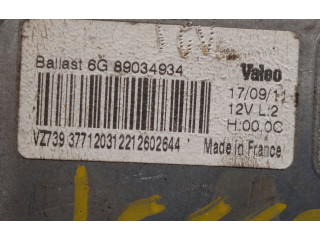 Ballast 6G 89034934
Valeo
17/09/11
12V L:2
H:00.0C
VZ739 37712031221 2602644
Made in France